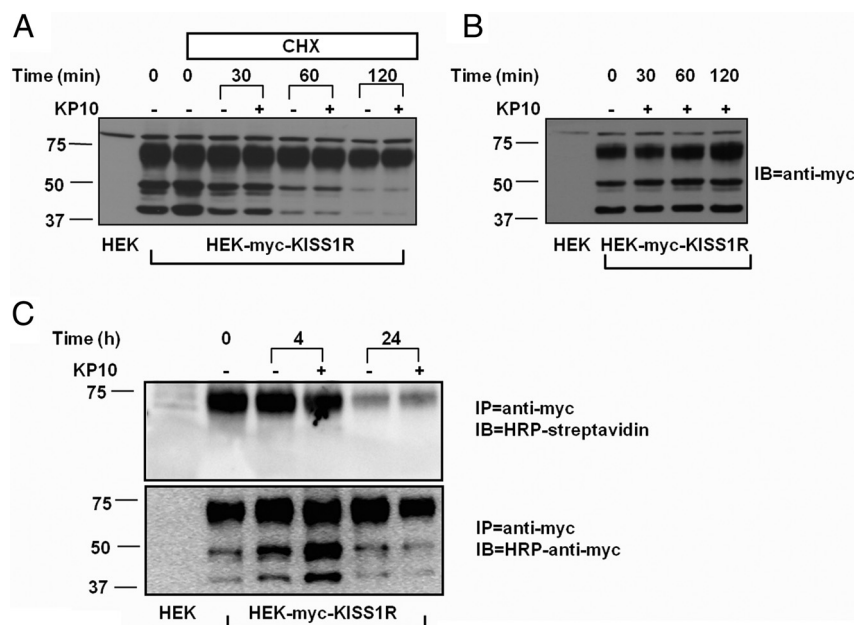 A
CHX
Time (min) 0 0 30 60 120
KP10 - - - + - + - +
75
50
37
HEK HEK-myc-KISS1R
B
Time (min) 0 30 60 120
KP10 - + + +
75
50
37
IB=anti-myc
HEK HEK-myc-KISS1R
C
Time (h) 0 4 24
KP10 - - + - +
75
IP=anti-myc
IB=HRP-streptavidin
75
50
37
IP=anti-myc
IB=HRP-anti-myc
HEK HEK-myc-KISS1R